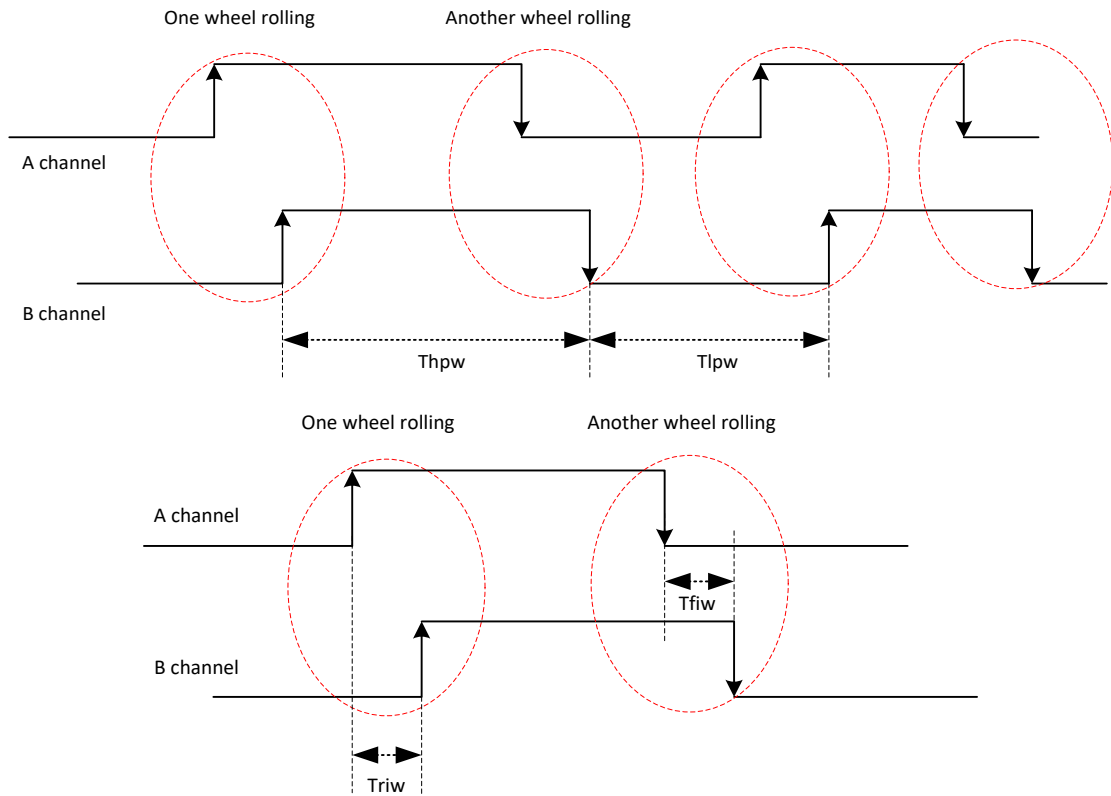 One wheel rolling
Another wheel rolling
A channel
B channel
Thpw
Tlpw
One wheel rolling
Another wheel rolling
A channel
Tfiw
B channel
Triw